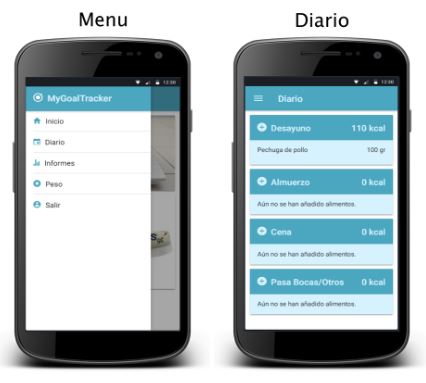 Menu
Diario
12:30
MyGoalTracker
Inicio
Diario
Informes
Peso
Salir
12:30
Diario
Desayuno 110 kcal
Pechuga de pollo 100 gr
Almuerzo 0 kcal
Aún no se han añadido alimentos.
Cena 0 kcal
Aún no se han añadido alimentos.
Pasa Bocas/Otros 0 kcal
Aún no se han añadido alimentos.